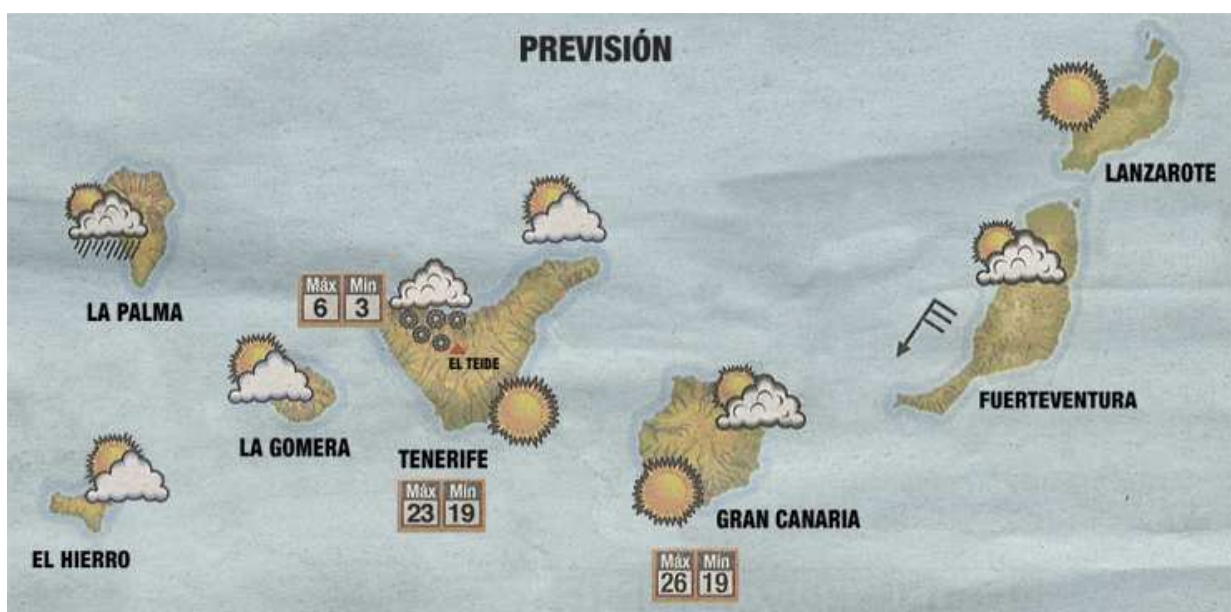 PREVISIÓN
LANZAROTE
LA PALMA
Máx Mín
6 3
EL TEIDE
FUERTEVENTURA
LA GOMERA
TENERIFE
Máx Mín
23 19
GRAN CANARIA
EL HIERRO
Máx Mín
26 19